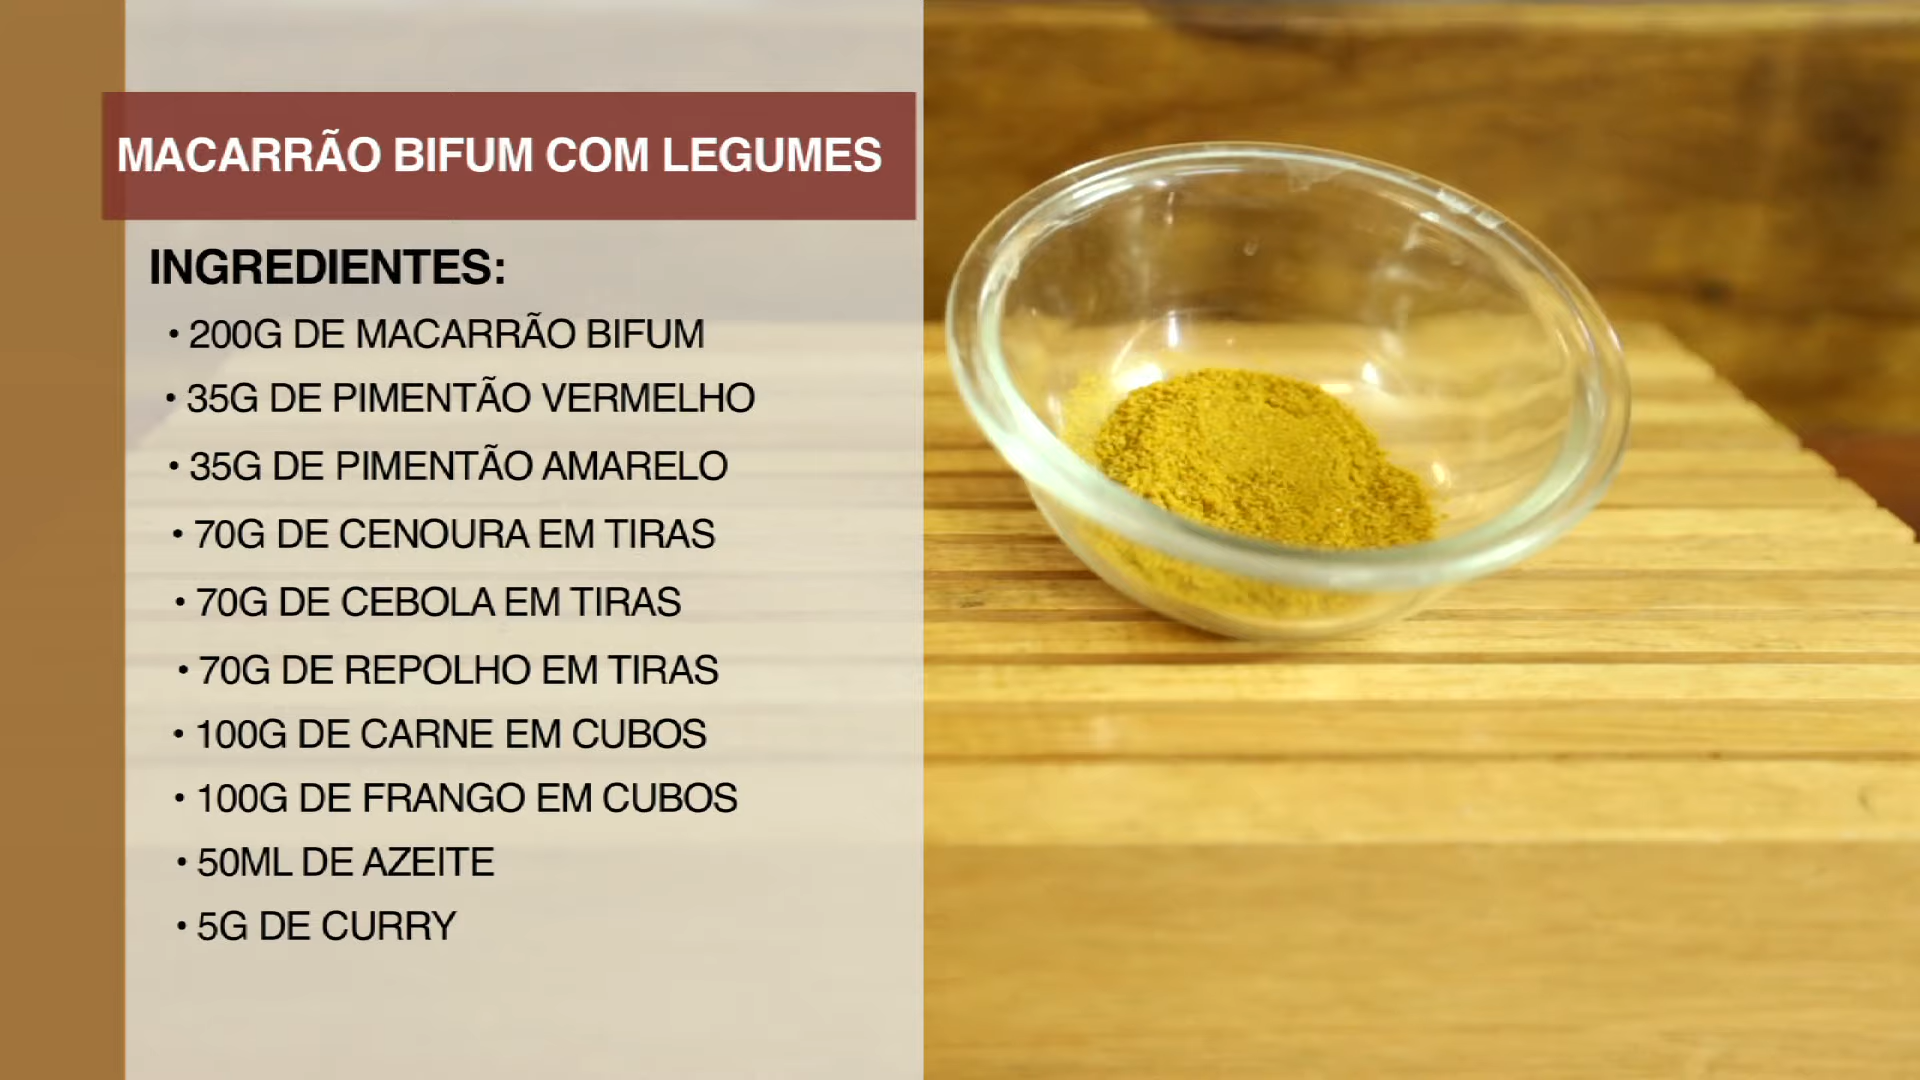 MACARRÃO BIFUM COM LEGUMES
INGREDIENTES:
• 200G DE MACARRÃO BIFUM
• 35G DE PIMENTÃO VERMELHO
• 35G DE PIMENTÃO AMARELO
• 70G DE CENOURA EM TIRAS
• 70G DE CEBOLA EM TIRAS
• 70G DE REPOLHO EM TIRAS
• 100G DE CARNE EM CUBOS
• 100G DE FRANGO EM CUBOS
• 50ML DE AZEITE
• 5G DE CURRY